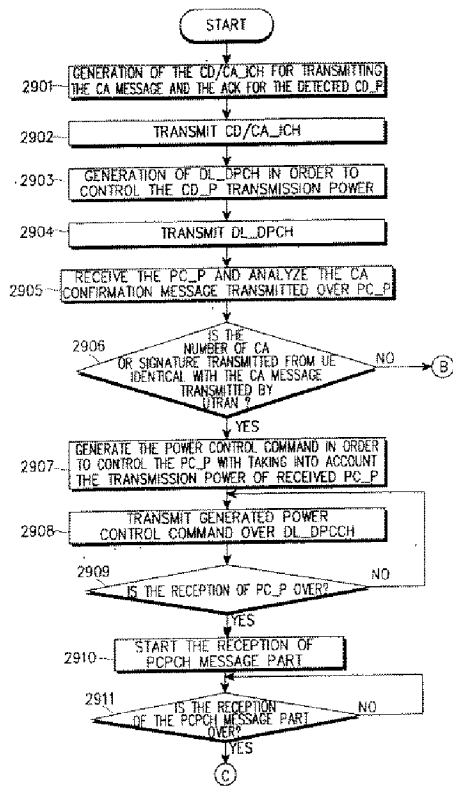 START
2901
GENERATION OF THE CD/CA_ICH FOR TRANSMITTING
THE CA MESSAGE AND THE ACK FOR THE DETECTED CD_P
2902
TRANSMIT CD/CA_ICH
2903
GENERATION OF DL_DPCH IN ORDER TO
CONTROL THE CD_P TRANSMISSION POWER
2904
TRANSMIT DL_DPCH
2905
RECEIVE THE PC_P AND ANALYZE THE CA
CONFIRMATION MESSAGE TRANSMITTED OVER PC_P
2906
IS THE
NUMBER OF CA
OR SIGNATURE TRANSMITTED FROM UE
IDENTICAL WITH THE CA MESSAGE
TRANSMITTED BY
UTRAN ?
NO
B
YES
2907
GENERATE THE POWER CONTROL COMMAND IN ORDER
TO CONTROL THE PC_P WITH TAKING INTO ACCOUNT
THE TRANSMISSION POWER OF RECEIVED PC_P
2908
TRANSMIT GENERATED POWER
CONTROL COMMAND OVER DL_DPCCH
2909
IS THE RECEPTION OF PC_P OVER?
NO
YES
2910
START THE RECEPTION OF
PCPCH MESSAGE PART
2911
IS THE RECEPTION
OF THE PCPCH MESSAGE PART
OVER?
NO
YES
C